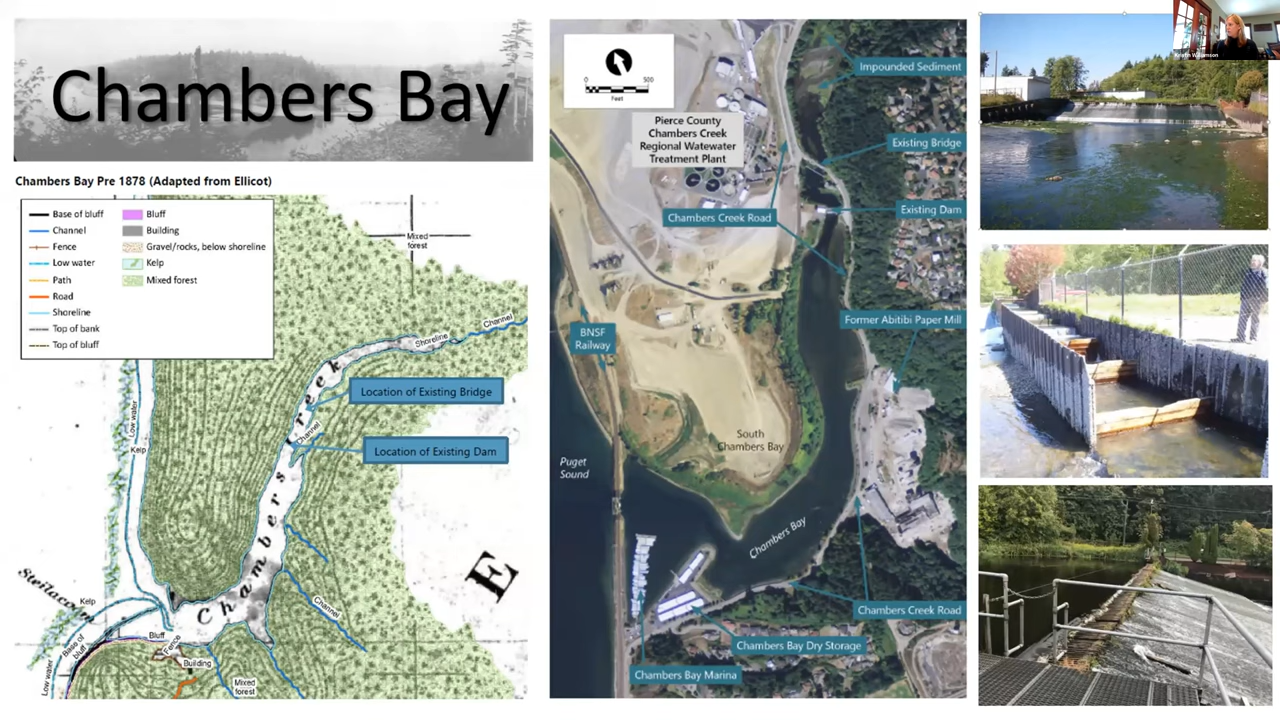 Chambers Bay
Chambers Bay Pre 1878 (Adapted from Ellicot)
Base of bluff
Channel
Fence
Low water
Path
Road
Shoreline
Top of bank
Top of bluff
Bluff
Building
Gravel/rocks, below shoreline
Kelp
Mixed forest
Mixed
forest
Channel
Shoreline
Location of Existing Bridge
Channel
Location of Existing Dam
Low water
Kelp
Chambers Creek
E
Channel
Steilacoom
Kelp
Base of
bluff
Low water
Bluff
Fence
Building
Mixed
forest
0 500
Feet
Pierce County
Chambers Creek
Regional Watewater
Treatment Plant
Impounded Sediment
Existing Bridge
Existing Dam
Chambers Creek Road
Former Abitibi Paper Mill
BNSF
Railway
South
Chambers Bay
Puget
Sound
Chambers Bay
Chambers Creek Road
Chambers Bay Dry Storage
Chambers Bay Marina